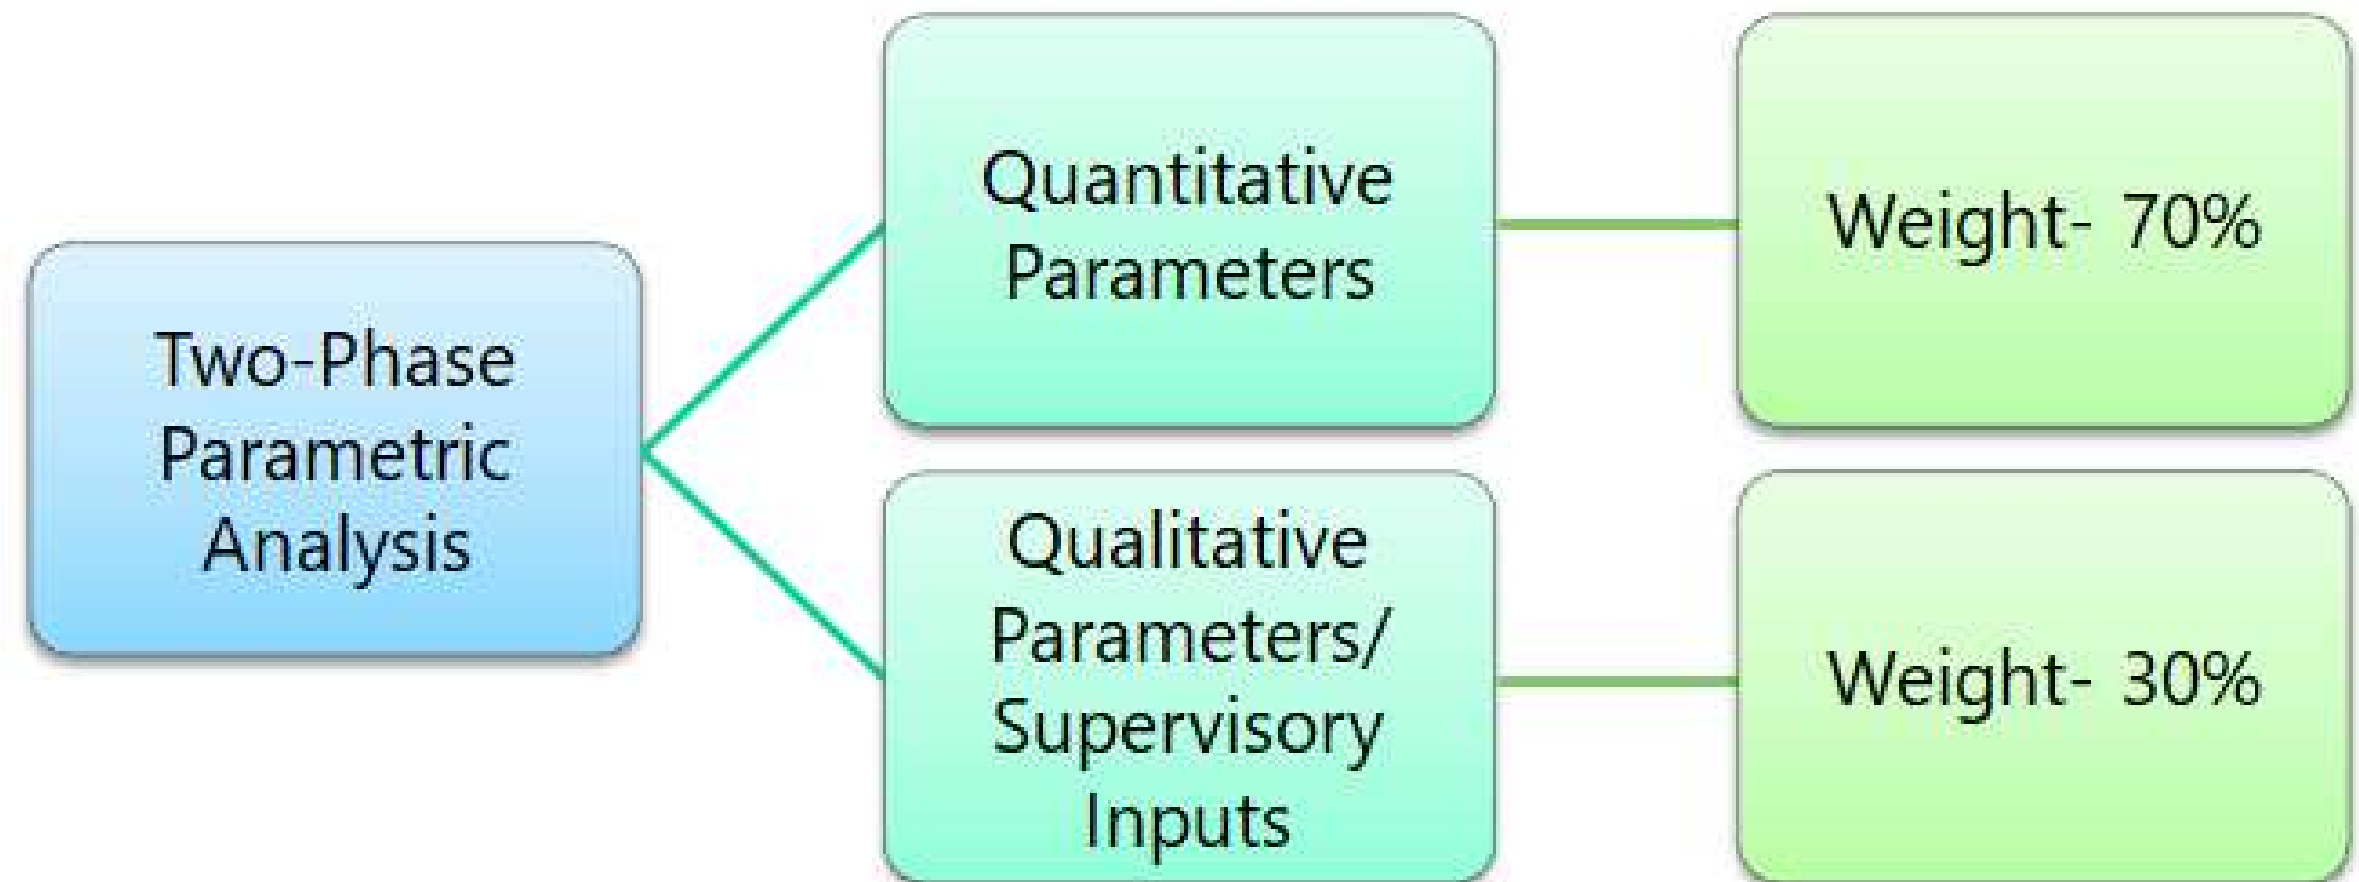 Two-Phase
Parametric
Analysis
Quantitative
Parameters
Weight- 70%
Qualitative
Parameters/
Supervisory
Inputs
Weight- 30%